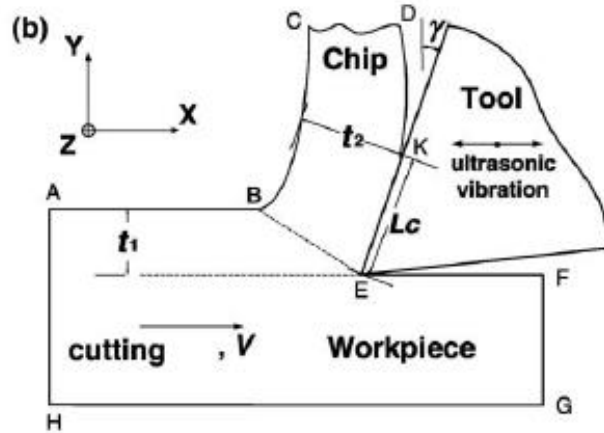 (b)
Y
X
Z
C
D
γ
Chip
Tool
t₂
K
ultrasonic
vibration
A
B
Lc
t₁
E
F
cutting , V
Workpiece
H
G